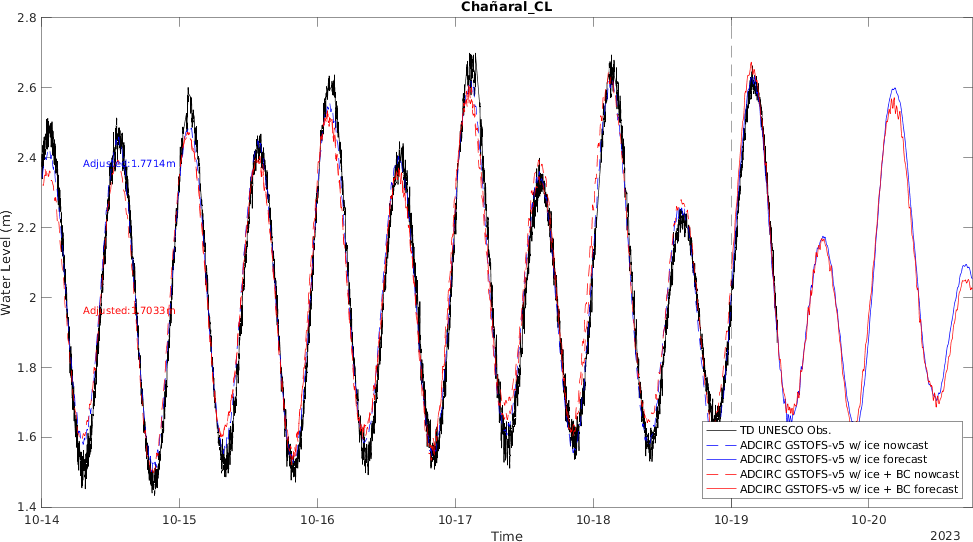 Chañaral_CL
Water Level (m)
2.8
2.6
2.4
2.2
2
1.8
1.6
1.4
Adjusted:1.7714m
Adjusted:1.7033m
TD UNESCO Obs.
ADCIRC GSTOFS-v5 w/ ice nowcast
ADCIRC GSTOFS-v5 w/ ice forecast
ADCIRC GSTOFS-v5 w/ ice + BC nowcast
ADCIRC GSTOFS-v5 w/ ice + BC forecast
10-14 10-15 10-16 10-17 10-18 10-19 10-20
Time
2023